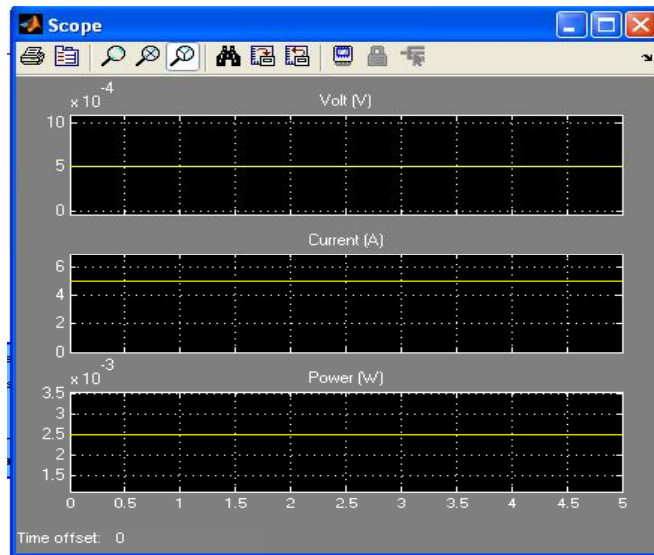 Scope
x 10^-4
Volt (V)
10
5
0
Current (A)
6
4
2
0
x 10^-3
Power (W)
3.5
3
2.5
2
1.5
0 0.5 1 1.5 2 2.5 3 3.5 4 4.5 5
Time offset: 0